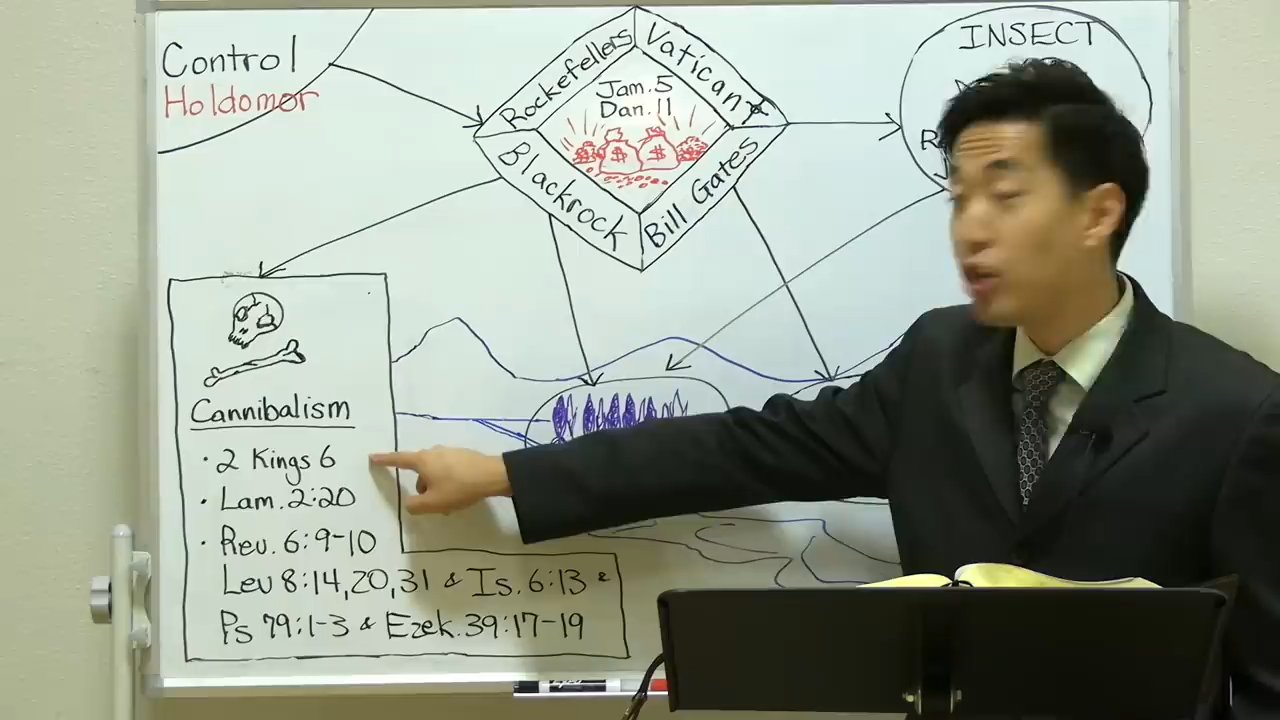 Control
Holdomor
Rockefellers
Vatican
Jam. 5
Dan. 11
$ $
Blackrock
Bill Gates
INSECT
Cannibalism
· 2 Kings 6
· Lam. 2:20
· Rev. 6:9-10
Lev 8:14,20,31 & Is. 6:13 &
Ps 79:1-3 & Ezek. 39:17-19